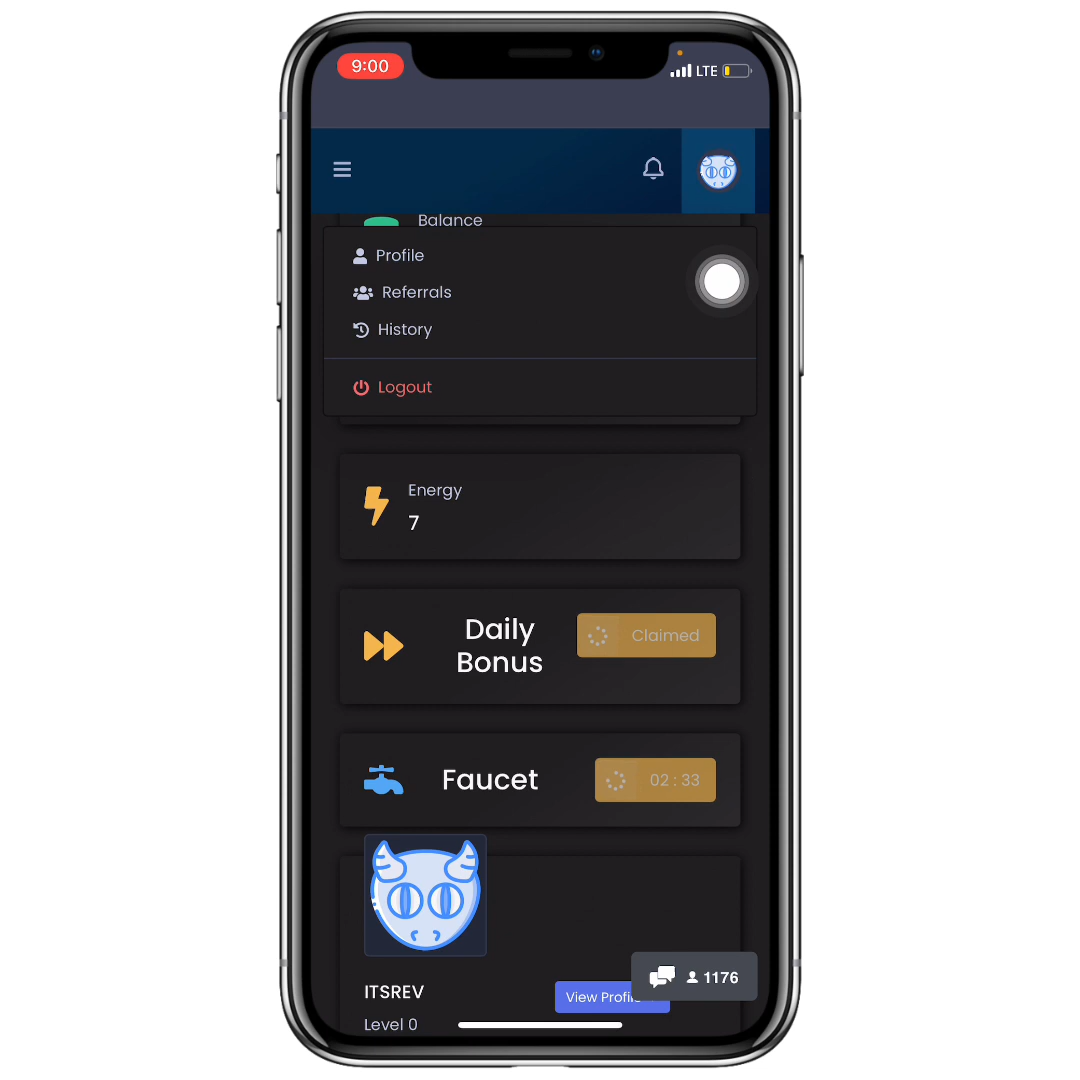 9:00
LTE
Balance
Profile
Referrals
History
Logout
Energy
7
Daily
Bonus
Claimed
Faucet
02 : 33
1176
ITSREV
View Profile
Level 0